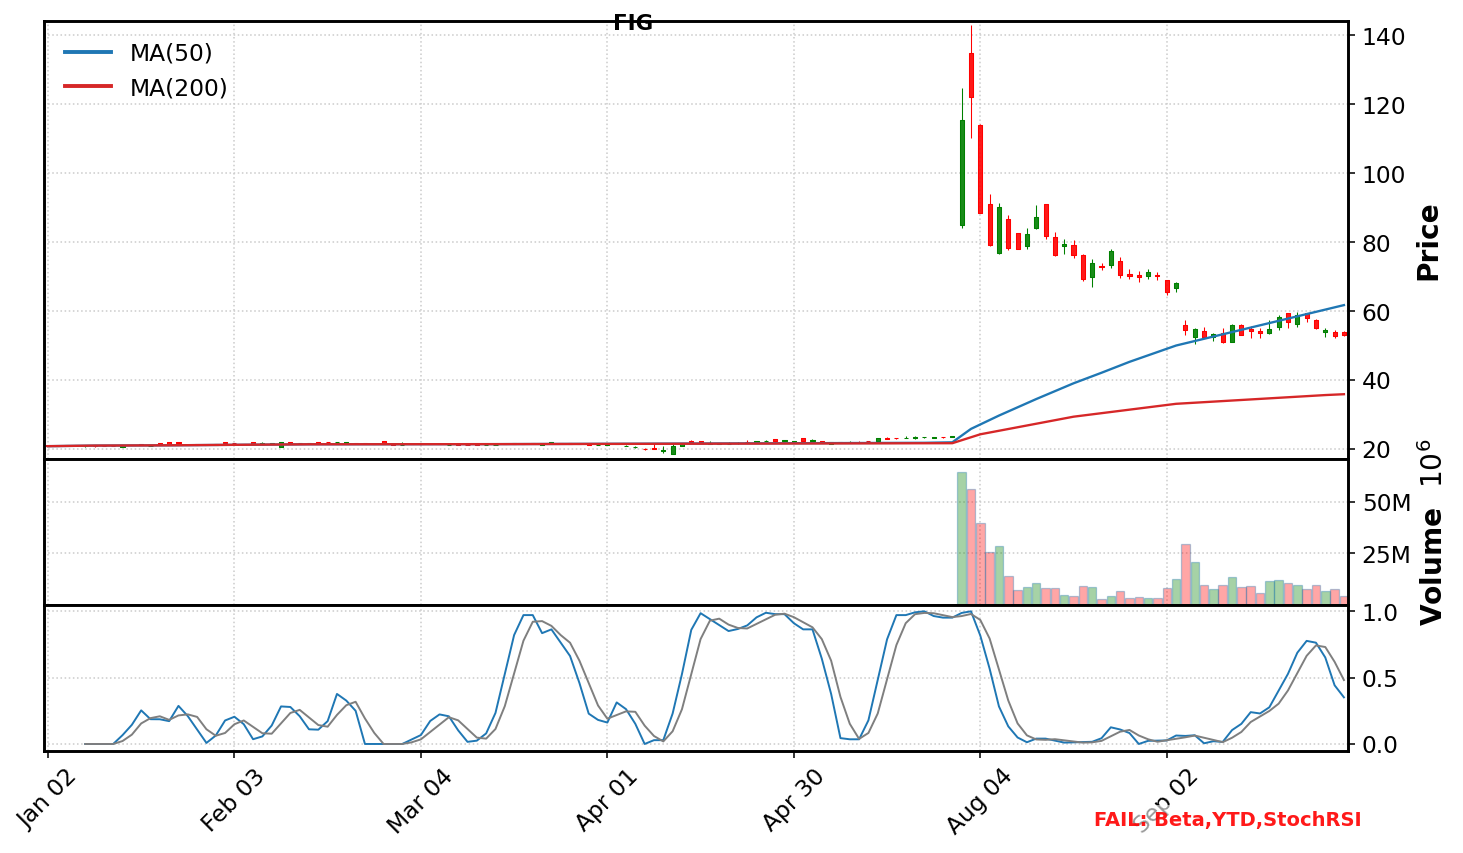 FIG
MA(50)
MA(200)
140
120
100
80
60
40
20
Price
50M
25M
Volume 10^6
1.0
0.5
0.0
Jan 02
Feb 03
Mar 04
Apr 01
Apr 30
Aug 04
Sep 02
FAIL: Beta,YTD,StochRSI